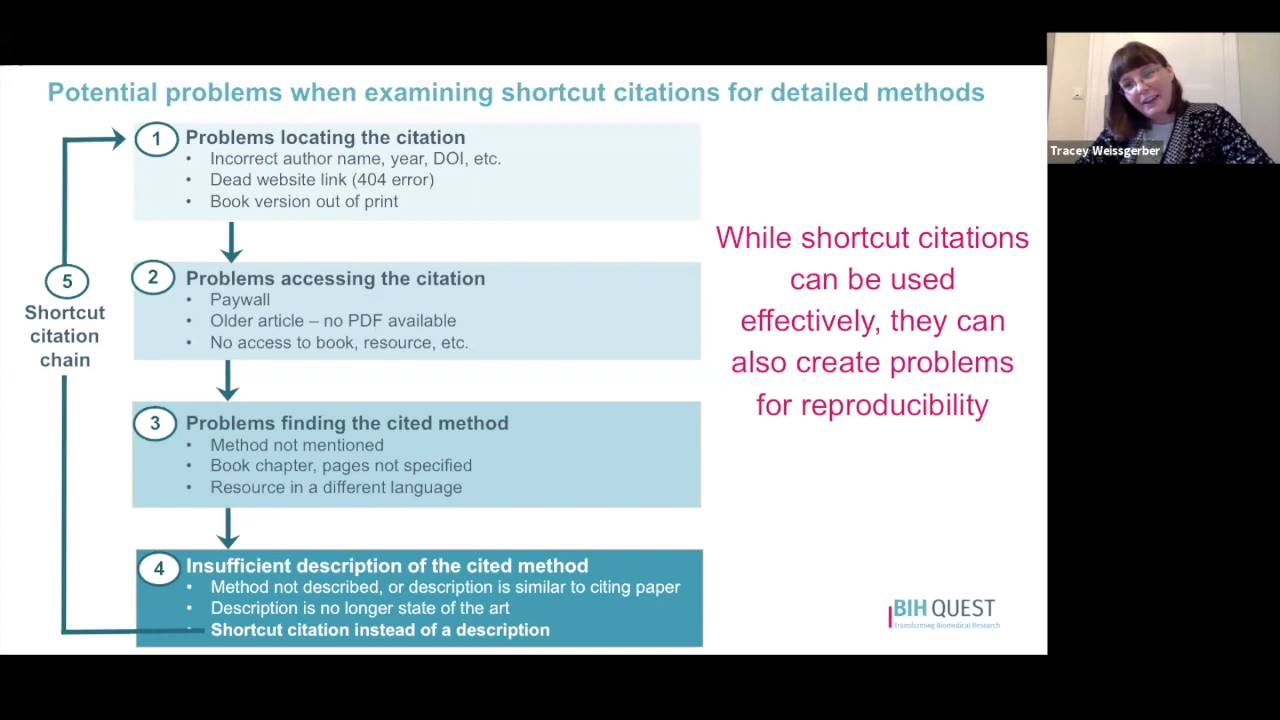 Potential problems when examining shortcut citations for detailed methods
1
Problems locating the citation
• Incorrect author name, year, DOI, etc.
• Dead website link (404 error)
• Book version out of print
2
Problems accessing the citation
• Paywall
• Older article – no PDF available
• No access to book, resource, etc.
3
Problems finding the cited method
• Method not mentioned
• Book chapter, pages not specified
• Resource in a different language
4
Insufficient description of the cited method
• Method not described, or description is similar to citing paper
• Description is no longer state of the art
• Shortcut citation instead of a description
5
Shortcut
citation
chain
While shortcut citations
can be used
effectively, they can
also create problems
for reproducibility
BIH QUEST
Transforming Biomedical Research
Tracey Weissgerber